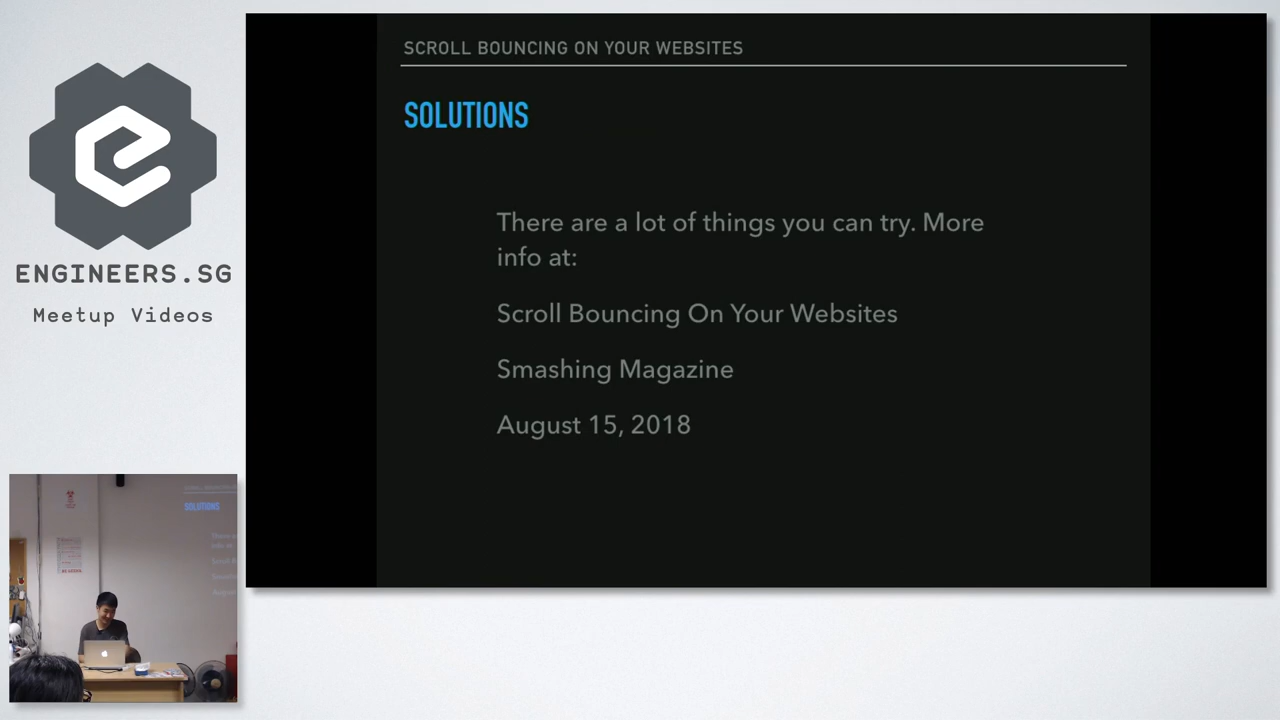 SCROLL BOUNCING ON YOUR WEBSITES
SOLUTIONS
There are a lot of things you can try. More
info at:
Scroll Bouncing On Your Websites
Smashing Magazine
August 15, 2018
ENGINEERS.SG
Meetup Videos
SOLUTIONS